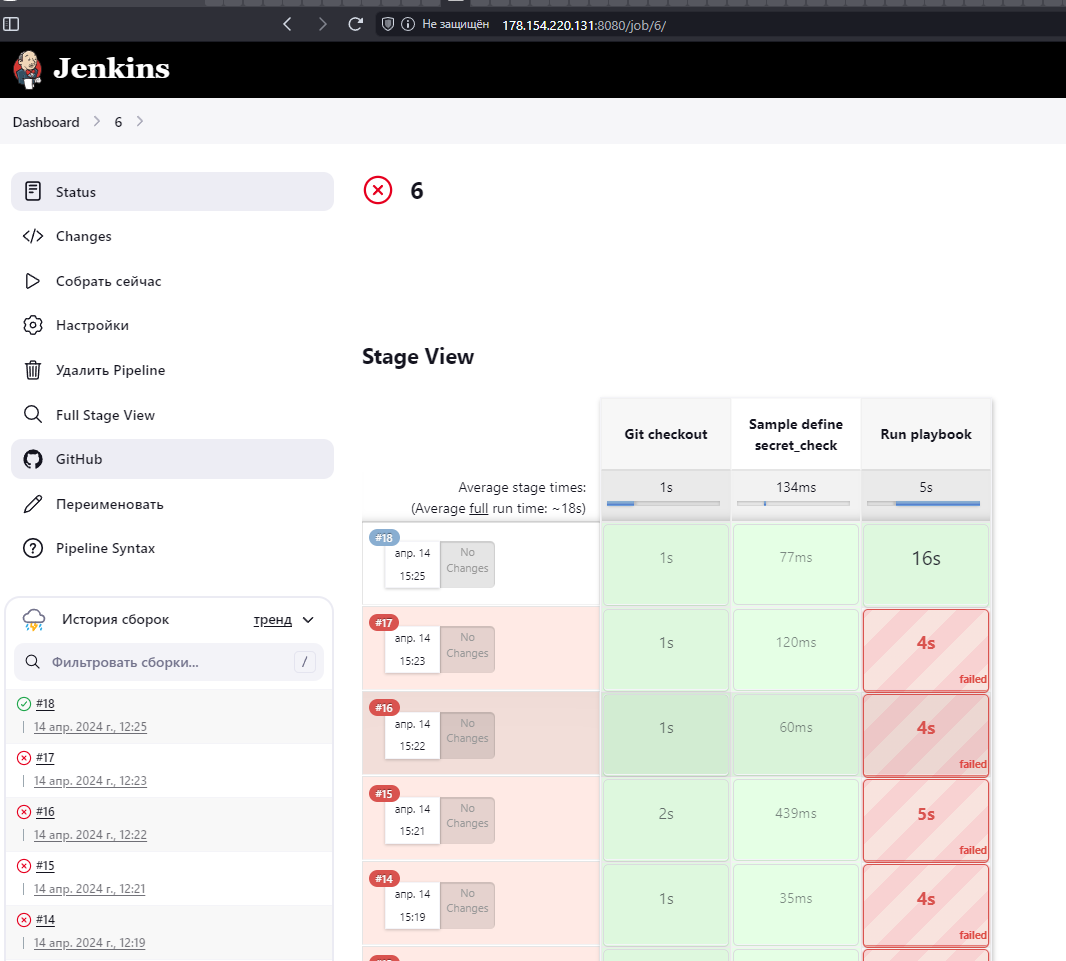 Не защищён 178.154.220.131:8080/job/6/
Jenkins
Dashboard 6
Status
Changes
Собрать сейчас
Настройки
Удалить Pipeline
Full Stage View
GitHub
Переименовать
Pipeline Syntax
История сборок тренд
Фильтровать сборки... /
#18
14 апр. 2024 г., 12:25
#17
14 апр. 2024 г., 12:23
#16
14 апр. 2024 г., 12:22
#15
14 апр. 2024 г., 12:21
#14
14 апр. 2024 г., 12:19
6
Stage View
Git checkout
Sample define
secret_check
Run playbook
Average stage times:
(Average full run time: ~18s)
1s
134ms
5s
#18
апр. 14
15:25
No
Changes
1s
77ms
16s
#17
апр. 14
15:23
No
Changes
1s
120ms
4s
failed
#16
апр. 14
15:22
No
Changes
1s
60ms
4s
failed
#15
апр. 14
15:21
No
Changes
2s
439ms
5s
failed
#14
апр. 14
15:19
No
Changes
1s
35ms
4s
failed